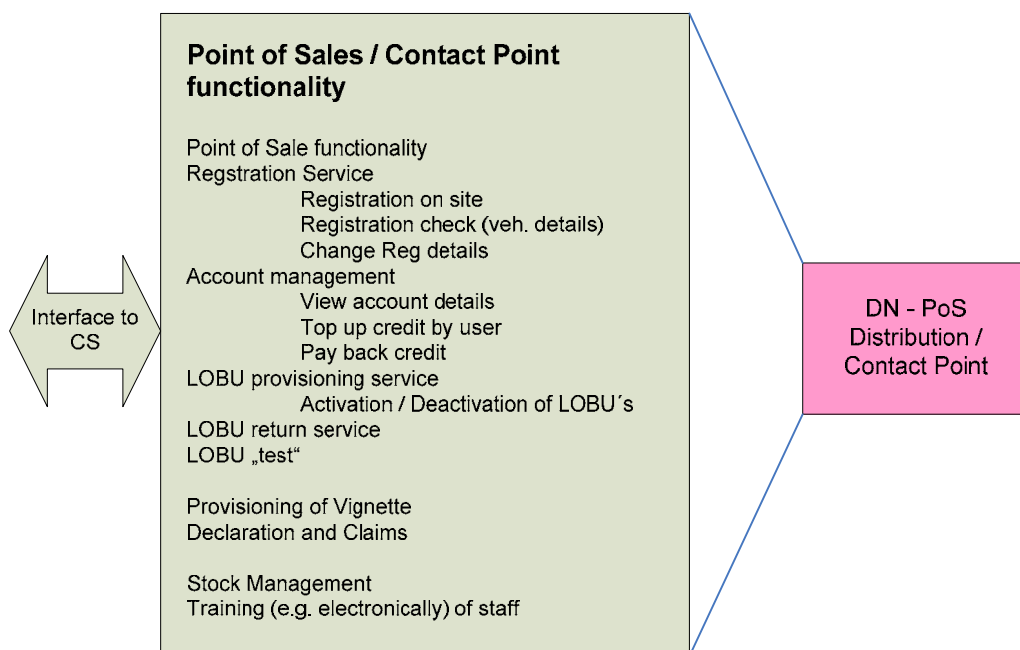 Point of Sales / Contact Point
functionality
Point of Sale functionality
Regstration Service
Registration on site
Registration check (veh. details)
Change Reg details
Account management
View account details
Top up credit by user
Pay back credit
LOBU provisioning service
Activation / Deactivation of LOBU´s
LOBU return service
LOBU „test“
Provisioning of Vignette
Declaration and Claims
Stock Management
Training (e.g. electronically) of staff
Interface to
CS
DN - PoS
Distribution /
Contact Point